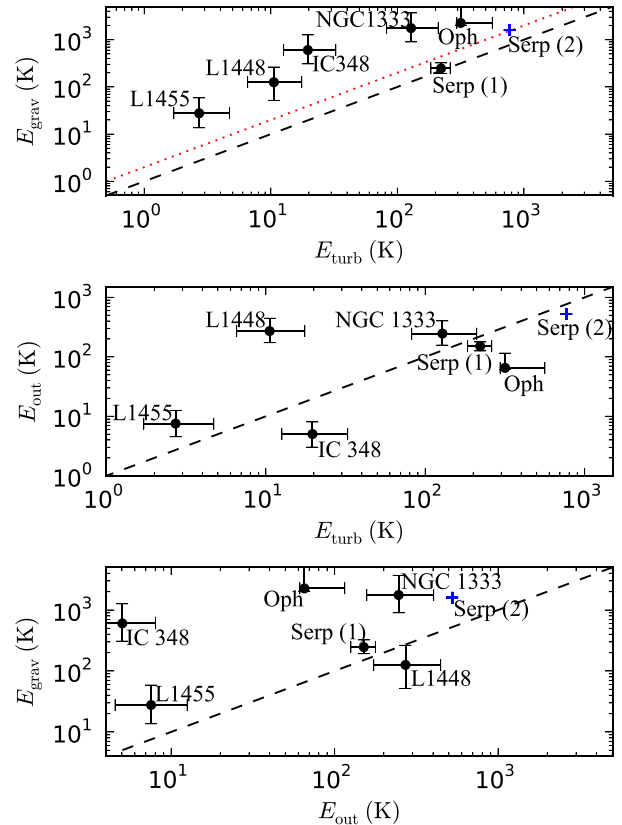 10³
10²
10¹
10⁰
E_grav (K)
NGC1333
Oph
Serp (2)
IC348
L1448
Serp (1)
L1455
10⁰ 10¹ 10² 10³
E_turb (K)
10³
10²
10¹
10⁰
E_out (K)
L1448
NGC 1333
Serp (2)
Serp (1)
Oph
L1455
IC 348
10⁰ 10¹ 10² 10³
E_turb (K)
10³
10²
10¹
E_grav (K)
NGC 1333
Oph
Serp (2)
Serp (1)
IC 348
L1448
L1455
10¹ 10² 10³
E_out (K)